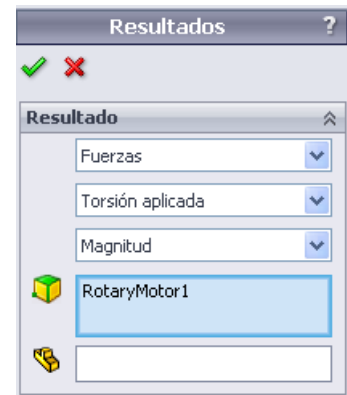 Resultados ?
Resultado
Fuerzas
Torsión aplicada
Magnitud
RotaryMotor1